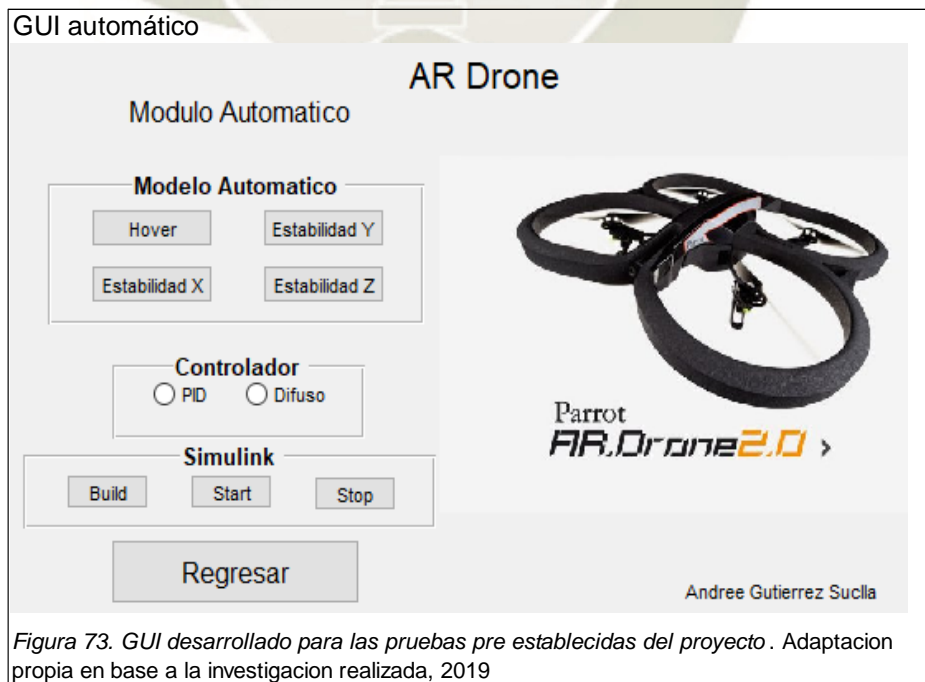 GUI automático
AR Drone
Modulo Automatico
Modelo Automatico
Hover
Estabilidad Y
Estabilidad X
Estabilidad Z
Controlador
PID
Difuso
Simulink
Build
Start
Stop
Regresar
Parrot
AR.Drone2.0 >
Andree Gutierrez Suclla
Figura 73. GUI desarrollado para las pruebas pre establecidas del proyecto . Adaptacion
propia en base a la investigacion realizada, 2019